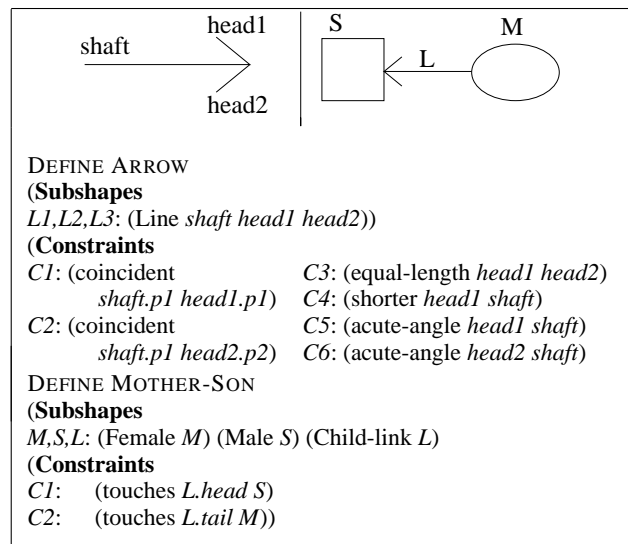 head1
shaft
head2
S
M
L
DEFINE ARROW
(Subshapes
L1,L2,L3: (Line shaft head1 head2))
(Constraints
C1: (coincident C3: (equal-length head1 head2)
shaft.p1 head1.p1) C4: (shorter head1 shaft)
C2: (coincident C5: (acute-angle head1 shaft)
shaft.p1 head2.p2) C6: (acute-angle head2 shaft)
DEFINE MOTHER-SON
(Subshapes
M,S,L: (Female M) (Male S) (Child-link L)
(Constraints
C1: (touches L.head S)
C2: (touches L.tail M))